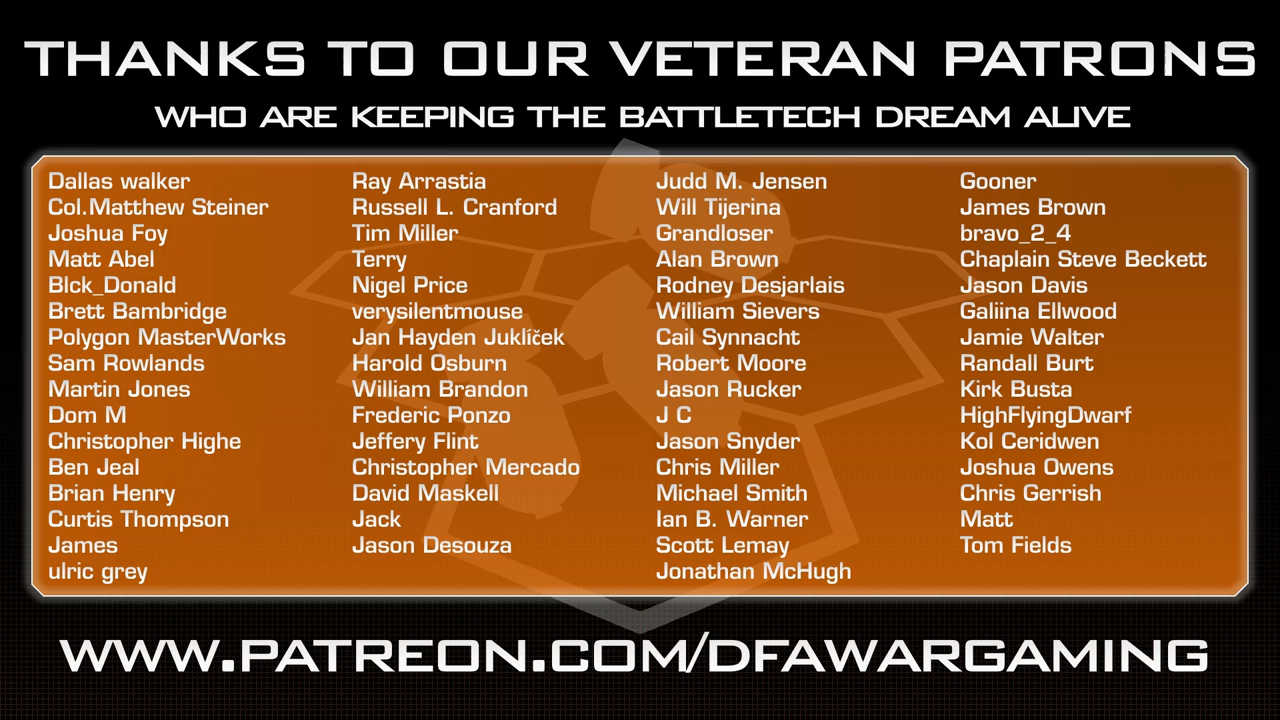 THANKS TO OUR VETERAN PATRONS
WHO ARE KEEPING THE BATTLETECH DREAM ALIVE
Dallas walker
Col.Matthew Steiner
Joshua Foy
Matt Abel
Blck_Donald
Brett Bambridge
Polygon MasterWorks
Sam Rowlands
Martin Jones
Dom M
Christopher Highe
Ben Jeal
Brian Henry
Curtis Thompson
James
ulric grey
Ray Arrastia
Russell L. Cranford
Tim Miller
Terry
Nigel Price
verysilentmouse
Jan Hayden Juklíček
Harold Osburn
William Brandon
Frederic Ponzo
Jeffery Flint
Christopher Mercado
David Maskell
Jack
Jason Desouza
Judd M. Jensen
Will Tijerina
Grandloser
Alan Brown
Rodney Desjarlais
William Sievers
Cail Synnacht
Robert Moore
Jason Rucker
J C
Jason Snyder
Chris Miller
Michael Smith
Ian B. Warner
Scott Lemay
Jonathan McHugh
Gooner
James Brown
bravo_2_4
Chaplain Steve Beckett
Jason Davis
Galiina Ellwood
Jamie Walter
Randall Burt
Kirk Busta
HighFlyingDwarf
Kol Ceridwen
Joshua Owens
Chris Gerrish
Matt
Tom Fields
WWW.PATREON.COM/DFAWARGAMING